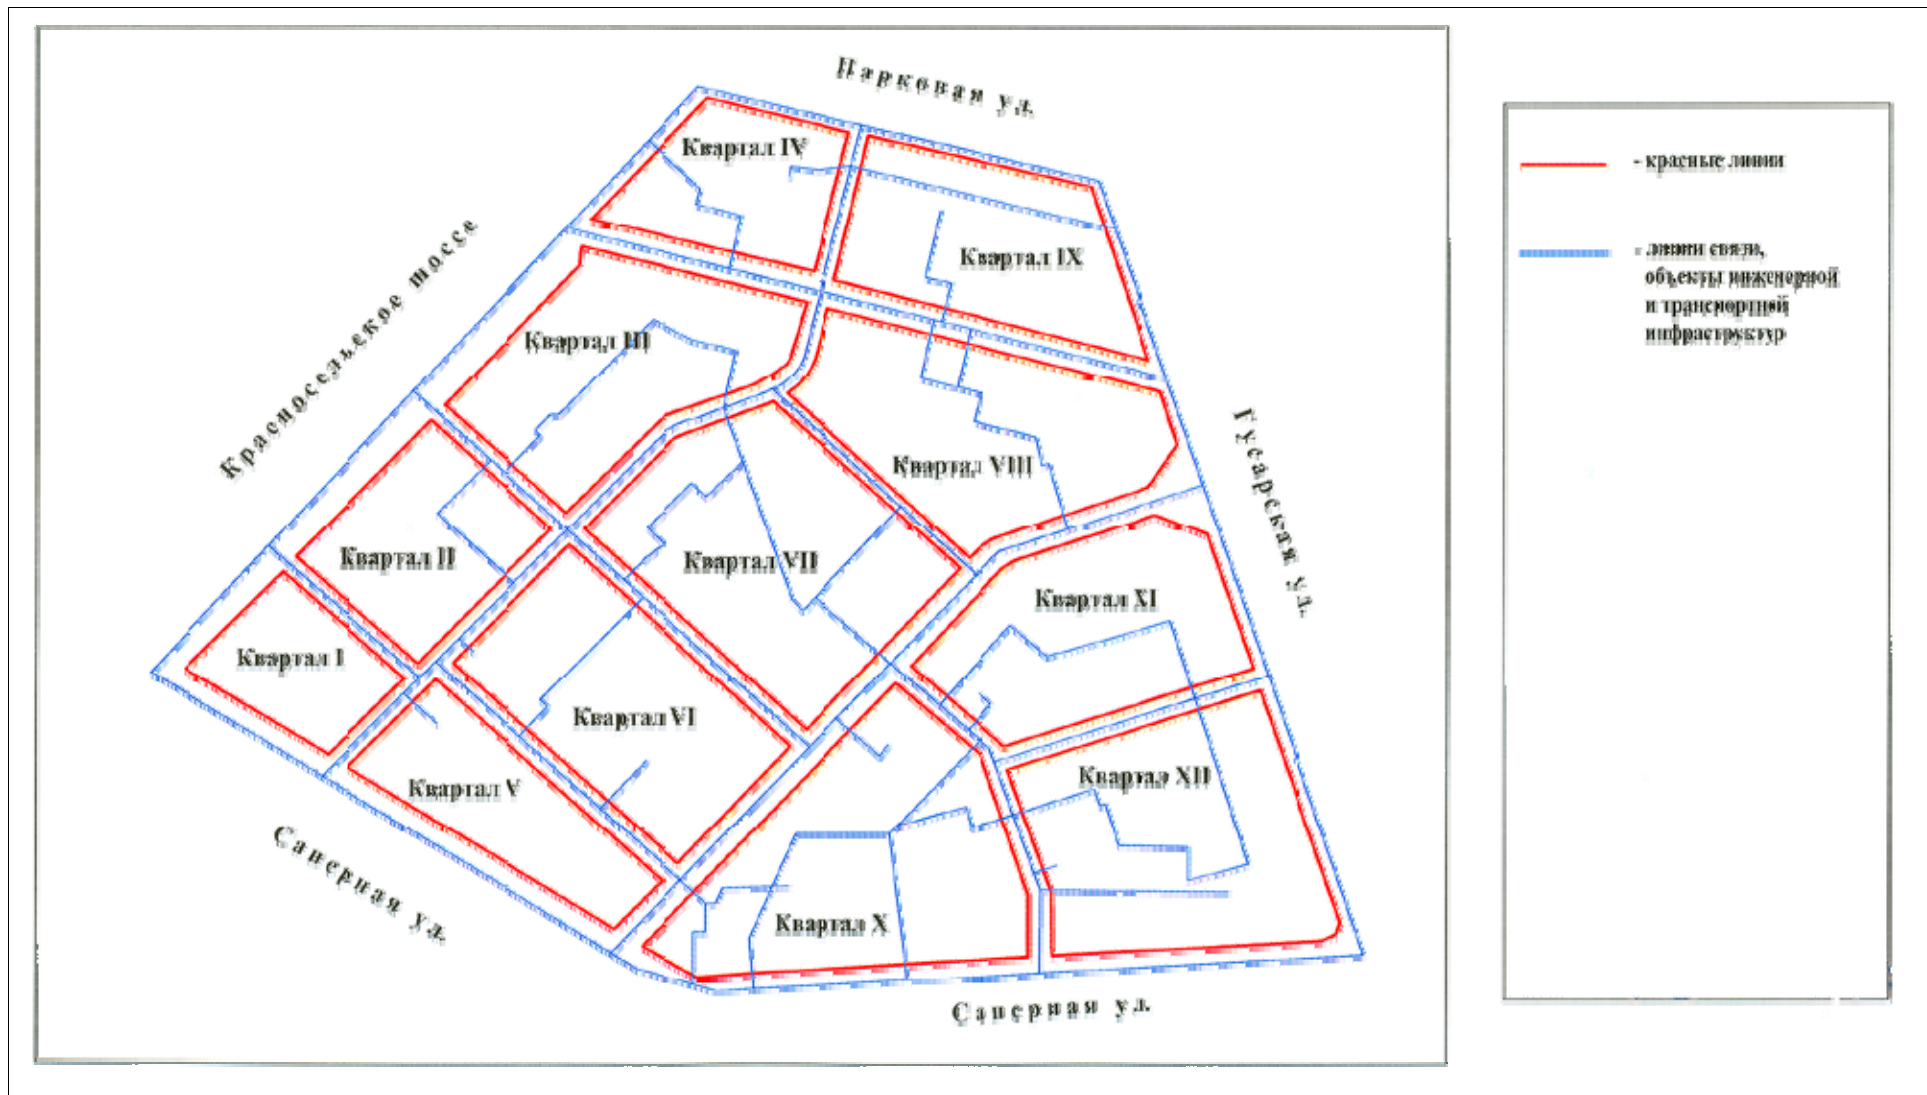 Парковая ул.
Квартал IV
Квартал IX
Красносельское шоссе
Квартал III
Гусарская ул.
Квартал VIII
Квартал II
Квартал VII
Квартал XI
Квартал I
Квартал VI
Квартал V
Квартал XII
Саперная ул.
Квартал X
Саперная ул.
- красные линии
- линии связи,
объекты инженерной
и транспортной
инфраструктур